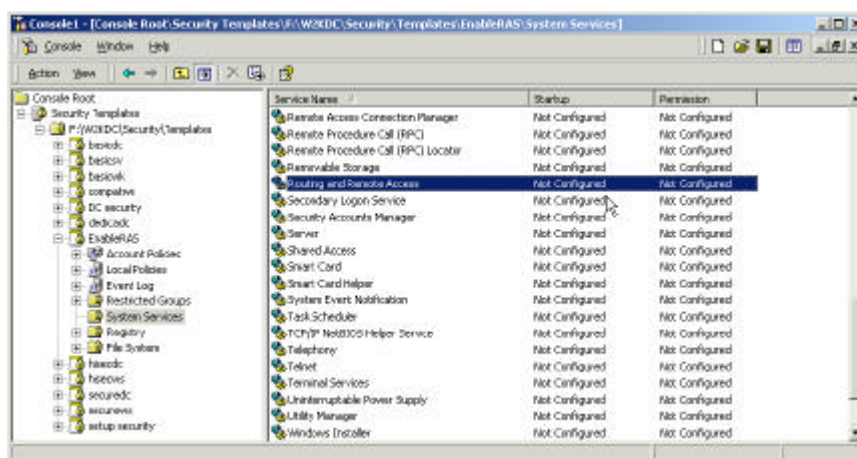 Console1 - [Console Root\Security Templates\F:\W2KDC\Security\Templates\EnableRAS\System Services]
Console Window Help
Action View
Console Root
Security Templates
F:\W2KDC\Security\Templates
basicdc
basicsv
basicwk
compatws
DC security
dedicadc
EnableRAS
Account Policies
Local Policies
Event Log
Restricted Groups
System Services
Registry
File System
hisecdc
hisecws
securedc
securews
setup security
Service Name Startup Permission
Remote Access Connection Manager Not Configured Not Configured
Remote Procedure Call (RPC) Not Configured Not Configured
Remote Procedure Call (RPC) Locator Not Configured Not Configured
Removable Storage Not Configured Not Configured
Routing and Remote Access Not Configured Not Configured
Secondary Logon Service Not Configured Not Configured
Security Accounts Manager Not Configured Not Configured
Server Not Configured Not Configured
Shared Access Not Configured Not Configured
Smart Card Not Configured Not Configured
Smart Card Helper Not Configured Not Configured
System Event Notification Not Configured Not Configured
Task Scheduler Not Configured Not Configured
TCP/IP NetBIOS Helper Service Not Configured Not Configured
Telephony Not Configured Not Configured
Telnet Not Configured Not Configured
Terminal Services Not Configured Not Configured
Uninterruptable Power Supply Not Configured Not Configured
Utility Manager Not Configured Not Configured
Windows Installer Not Configured Not Configured